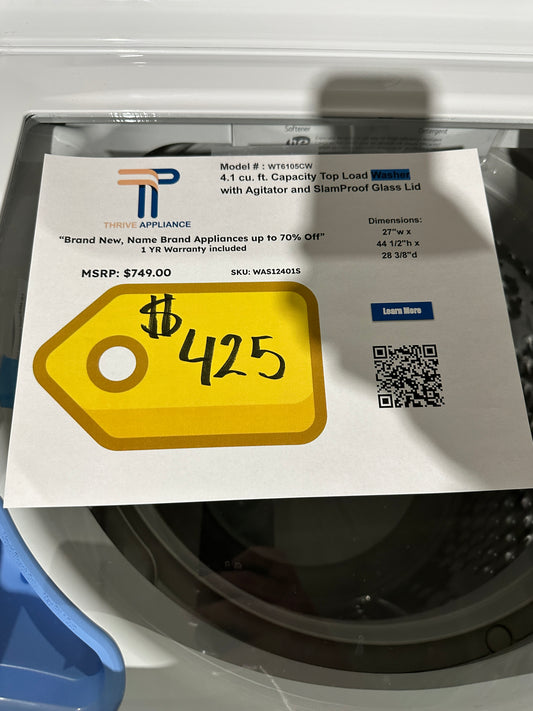 Softener
Detergent
Model # : WT6105CW
4.1 cu. ft. Capacity Top Load Washer
with Agitator and SlamProof Glass Lid
TP
THRIVE APPLIANCE
Dimensions:
27"w x
44 1/2"h x
28 3/8"d
“Brand New, Name Brand Appliances up to 70% Off”
1 YR Warranty included
MSRP: $749.00
SKU: WAS12401S
Learn More
$425